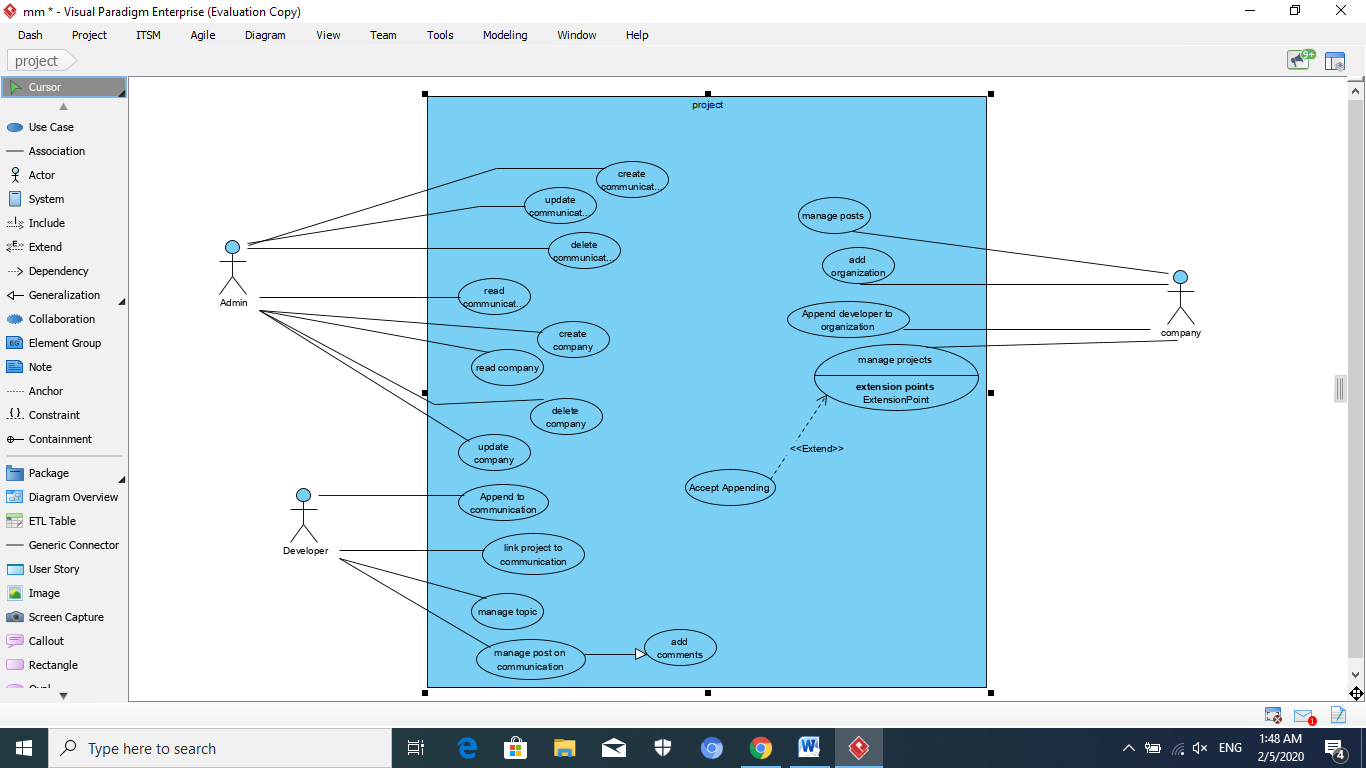 mm * - Visual Paradigm Enterprise (Evaluation Copy)
Dash Project ITSM Agile Diagram View Team Tools Modeling Window Help
project
9+
Cursor
Use Case
Association
Actor
System
Include
Extend
Dependency
Generalization
Collaboration
Element Group
Note
Anchor
Constraint
Containment
Package
Diagram Overview
ETL Table
Generic Connector
User Story
Image
Screen Capture
Callout
Rectangle
project
create
communicat...
update
communicat...
delete
communicat...
Admin
read
communicat...
create
company
read company
delete
company
update
company
Append to
communication
Developer
link project to
communication
manage topic
manage post on
communication
add
comments
manage posts
add
organization
Append developer to
organization
company
manage projects
extension points
ExtensionPoint
<<Extend>>
Accept Appending
1
Type here to search
ENG
1:48 AM
2/5/2020
4